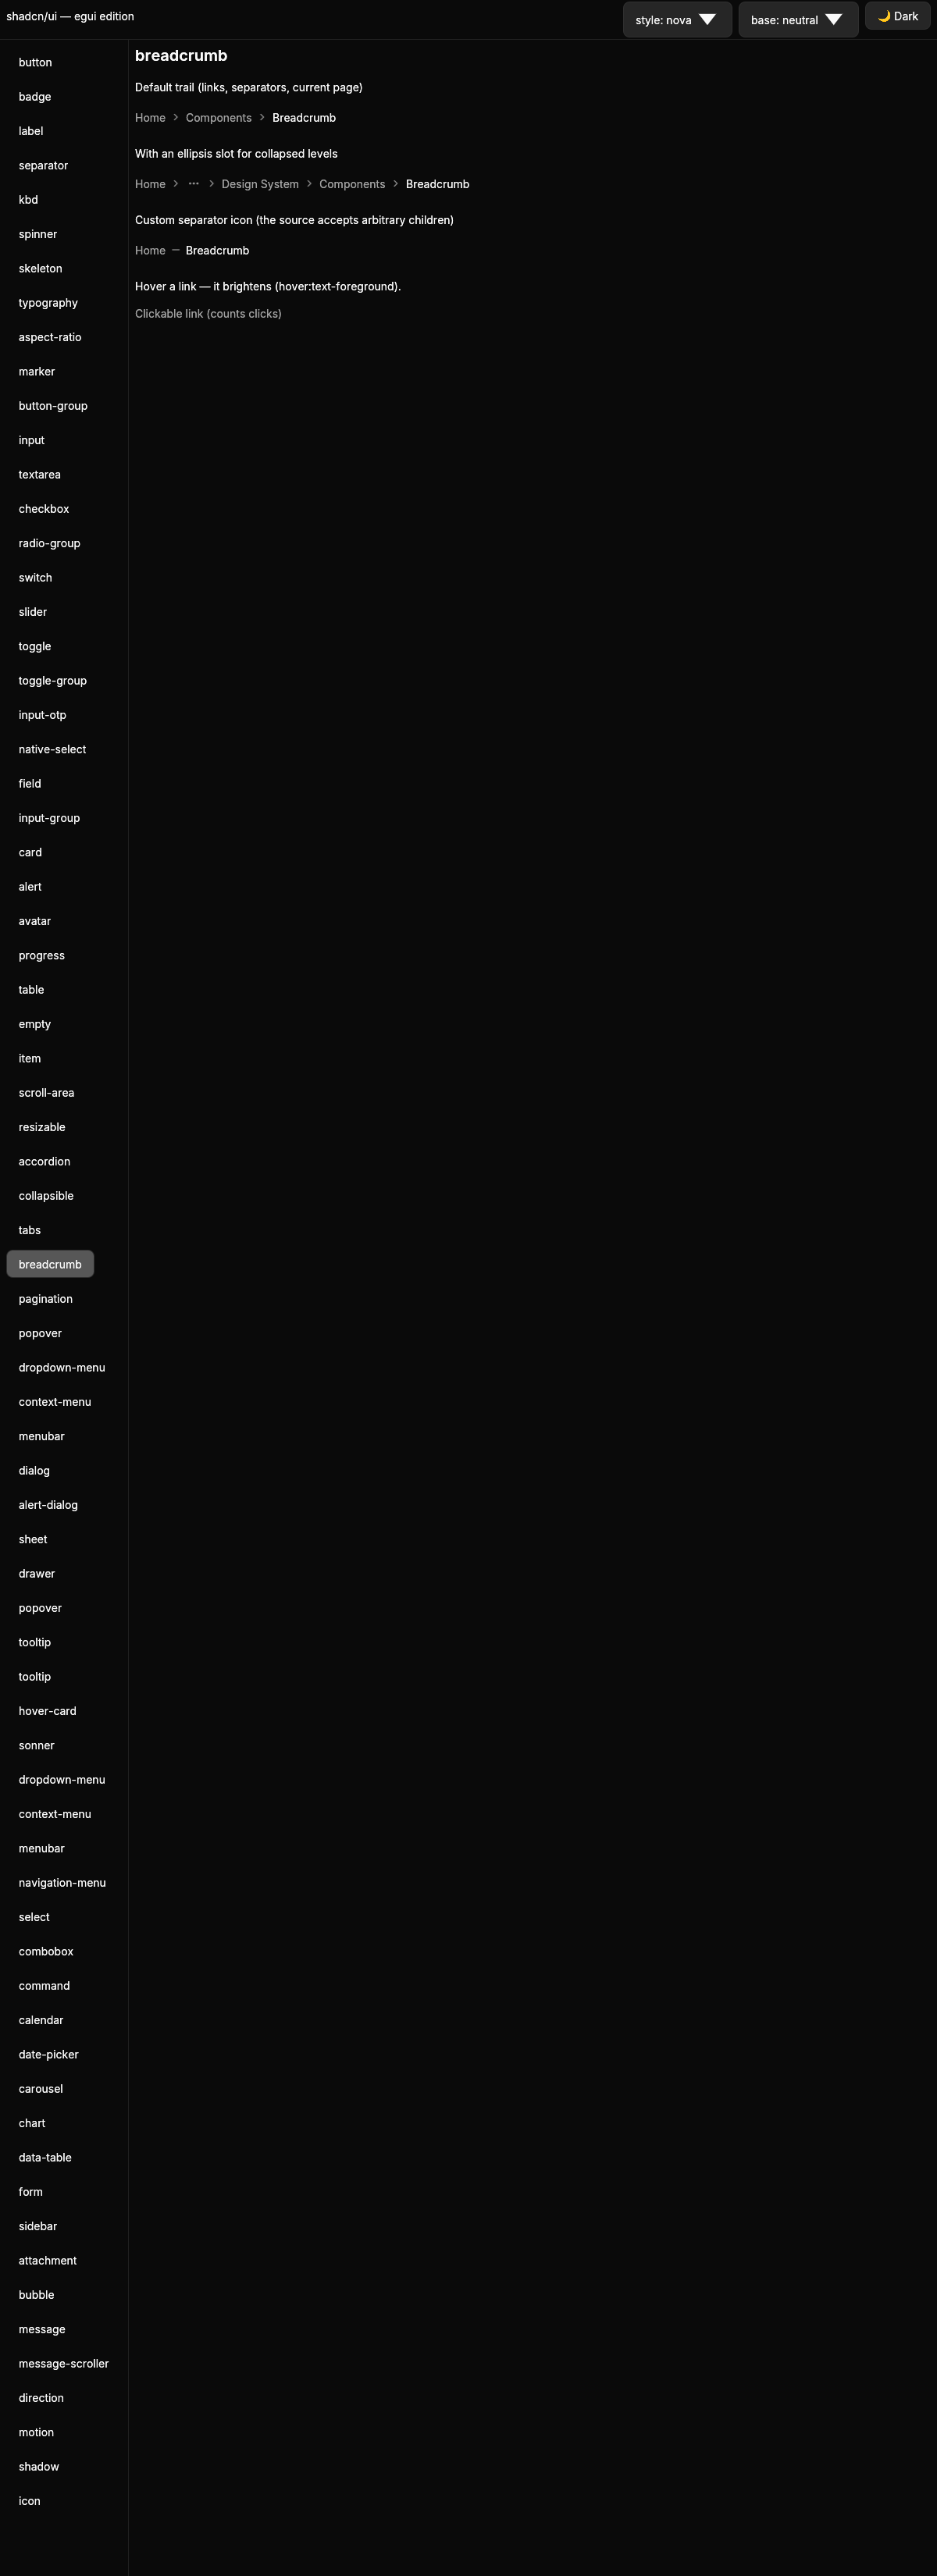 shadcn/ui — egui edition
style: nova
base: neutral
🌙 Dark
button
badge
label
separator
kbd
spinner
skeleton
typography
aspect-ratio
marker
button-group
input
textarea
checkbox
radio-group
switch
slider
toggle
toggle-group
input-otp
native-select
field
input-group
card
alert
avatar
progress
table
empty
item
scroll-area
resizable
accordion
collapsible
tabs
breadcrumb
pagination
popover
dropdown-menu
context-menu
menubar
dialog
alert-dialog
sheet
drawer
popover
tooltip
tooltip
hover-card
sonner
dropdown-menu
context-menu
menubar
navigation-menu
select
combobox
command
calendar
date-picker
carousel
chart
data-table
form
sidebar
attachment
bubble
message
message-scroller
direction
motion
shadow
icon
breadcrumb
Default trail (links, separators, current page)
Home > Components > Breadcrumb
With an ellipsis slot for collapsed levels
Home > ··· > Design System > Components > Breadcrumb
Custom separator icon (the source accepts arbitrary children)
Home — Breadcrumb
Hover a link — it brightens (hover:text-foreground).
Clickable link (counts clicks)